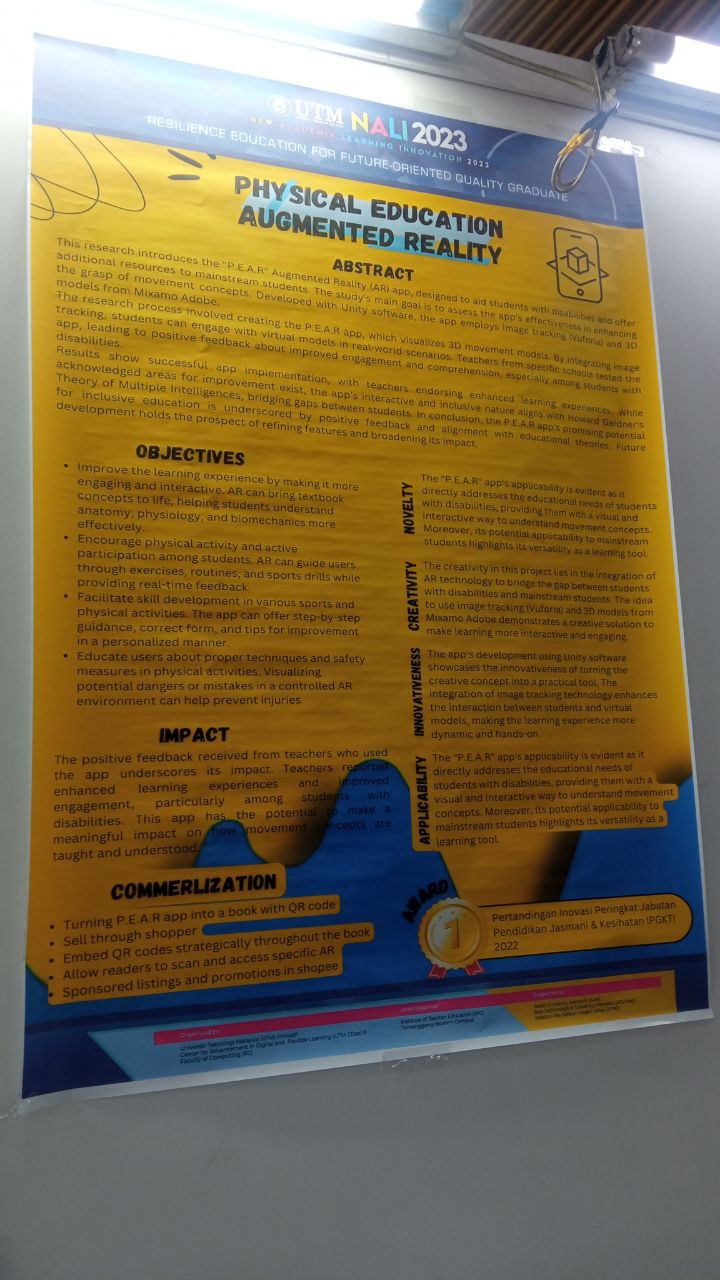 UTM NALI 2023
NEW ACADEMIA LEARNING INNOVATION 2023
RESILIENCE EDUCATION FOR FUTURE-ORIENTED QUALITY GRADUATE
PHYSICAL EDUCATION
AUGMENTED REALITY
ABSTRACT
This research introduces the "P.E.A.R" Augmented Reality (AR) app, designed to aid students with disabilities and offer
additional resources to mainstream students. The study's main goal is to assess the app's effectiveness in enhancing
the grasp of movement concepts. Developed with Unity software, the app employs image tracking (Vuforia) and 3D
models from Mixamo Adobe.
The research process involved creating the P.E.A.R app, which visualizes 3D movement models. By integrating image
tracking, students can engage with virtual models in real-world scenarios. Teachers from specific schools tested the
app, leading to positive feedback about improved engagement and comprehension, especially among students with
disabilities.
Results show successful app implementation, with teachers endorsing enhanced learning experiences. While
acknowledged areas for improvement exist, the app's interactive and inclusive nature aligns with Howard Gardner's
Theory of Multiple Intelligences, bridging gaps between students. In conclusion, the P.E.A.R app's promising potential
for inclusive education is underscored by positive feedback and alignment with educational theories. Future
development holds the prospect of refining features and broadening its impact.
OBJECTIVES
• Improve the learning experience by making it more
engaging and interactive. AR can bring textbook
concepts to life, helping students understand
anatomy, physiology, and biomechanics more
effectively.
• Encourage physical activity and active
participation among students. AR can guide users
through exercises, routines, and sports drills while
providing real-time feedback.
• Facilitate skill development in various sports and
physical activities. The app can offer step-by-step
guidance, correct form, and tips for improvement
in a personalized manner.
• Educate users about proper techniques and safety
measures in physical activities. Visualizing
potential dangers or mistakes in a controlled AR
environment can help prevent injuries
IMPACT
The positive feedback received from teachers who used
the app underscores its impact. Teachers reported
enhanced learning experiences and improved
engagement, particularly among students with
disabilities. This app has the potential to make a
meaningful impact on how movement concepts are
taught and understood.
COMMERLIZATION
• Turning P.E.A.R app into a book with QR code
• Sell through shopper
• Embed QR codes strategically throughout the book
• Allow readers to scan and access specific AR
• Sponsored listings and promotions in shopee
NOVELTY
The "P.E.A.R" app's applicability is evident as it
directly addresses the educational needs of students
with disabilities, providing them with a visual and
interactive way to understand movement concepts.
Moreover, its potential applicability to mainstream
students highlights its versatility as a learning tool.
CREATIVITY
The creativity in this project lies in the integration of
AR technology to bridge the gap between students
with disabilities and mainstream students. The idea
to use image tracking (Vuforia) and 3D models from
Mixamo Adobe demonstrates a creative solution to
make learning more interactive and engaging.
INNOVATIVENESS
The app's development using Unity software
showcases the innovativeness of turning the
creative concept into a practical tool. The
integration of image tracking technology enhances
the interaction between students and virtual
models, making the learning experience more
dynamic and hands-on.
APPLICABILITY
The "P.E.A.R" app's applicability is evident as it
directly addresses the educational needs of
students with disabilities, providing them with a
visual and interactive way to understand movement
concepts. Moreover, its potential applicability to
mainstream students highlights its versatility as a
learning tool.
AWARD
1
Pertandingan Inovasi Peringkat Jabatan
Pendidikan Jasmani & Kesihatan IPGKTI
2022
Organised by:
Universiti Teknologi Malaysia (UTM) through
Center for Advancement in Digital and Flexible Learning (UTM CDex) &
Faculty of Computing (FC)
Joint Organizer
Institute of Teacher Education (IPG)
Temenggong Ibrahim Campus
Supported by:
Asean University Network (AUN)
Asia Technological University Network (ATU-Net)
Jabatan Pendidikan Negeri Johor (JPNJ)